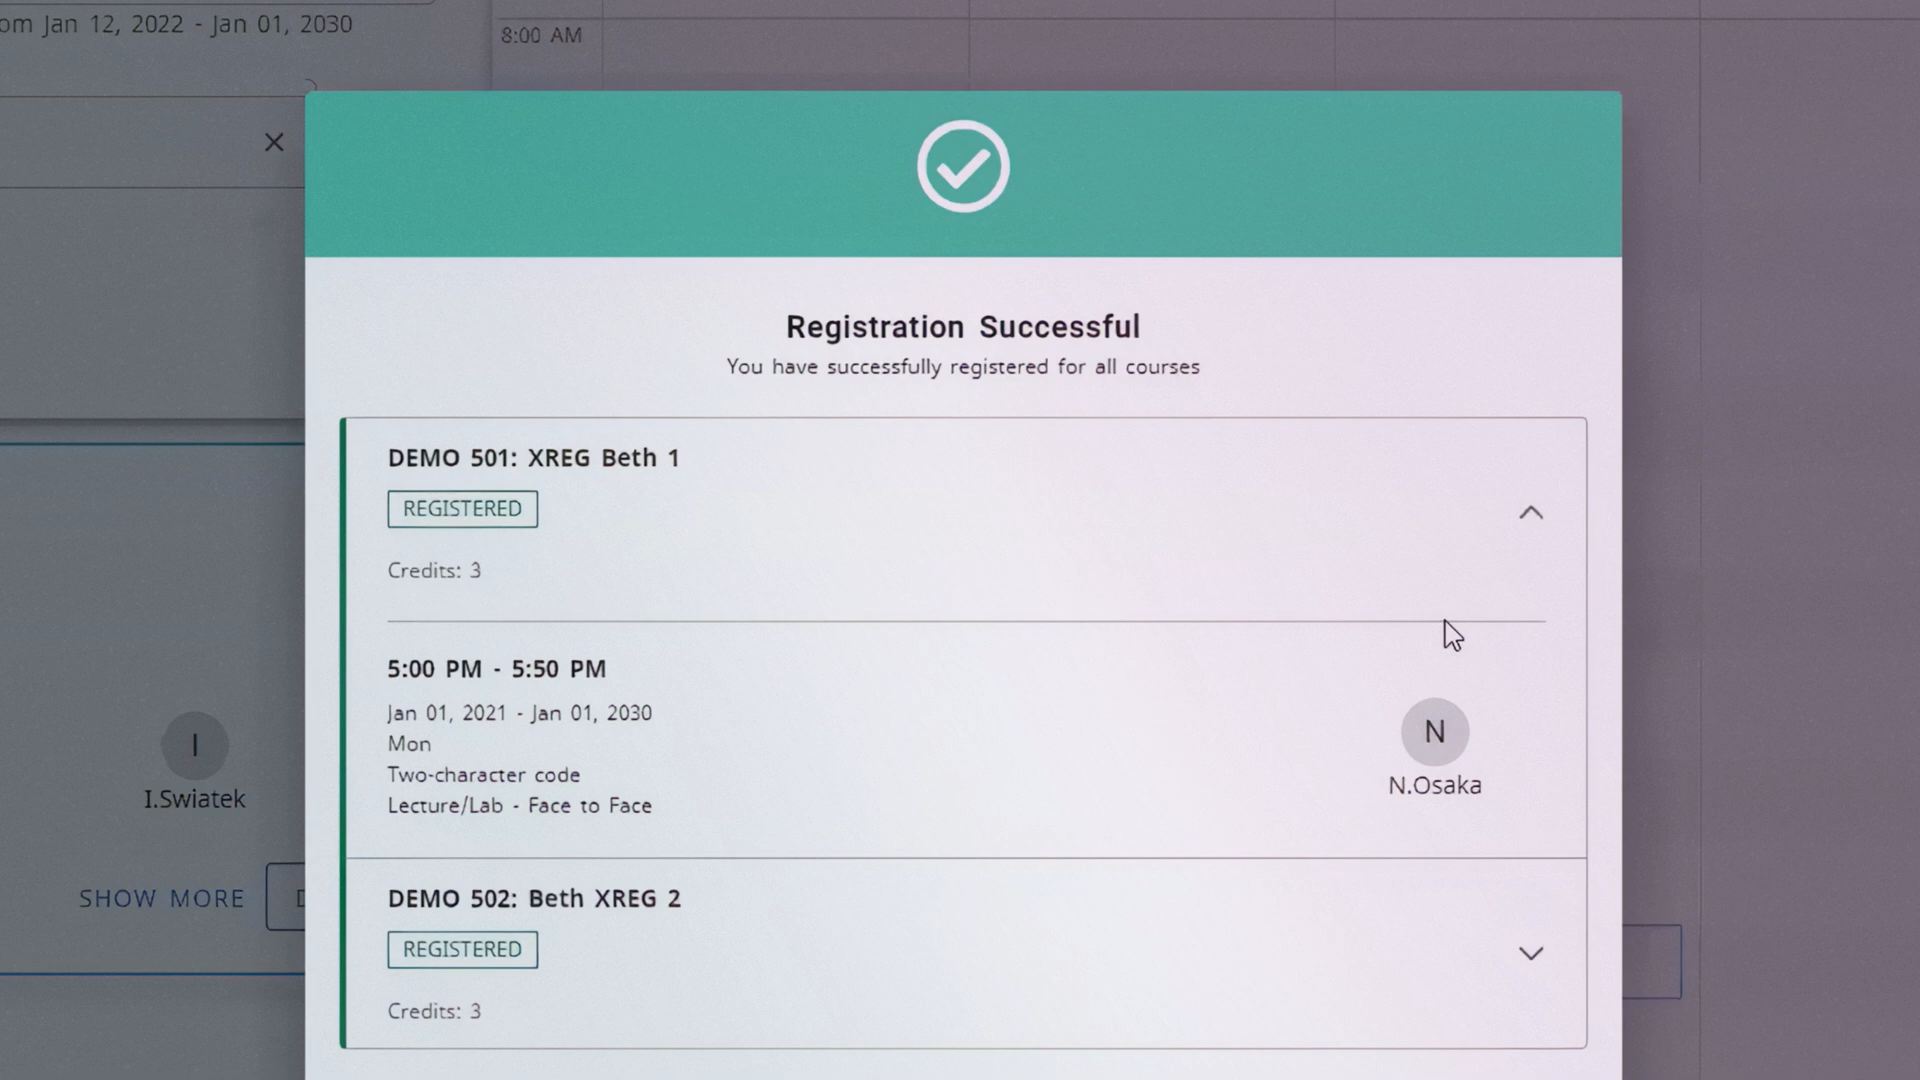 om Jan 12, 2022 - Jan 01, 2030
8:00 AM
Registration Successful
You have successfully registered for all courses
DEMO 501: XREG Beth 1
REGISTERED
Credits: 3
5:00 PM - 5:50 PM
Jan 01, 2021 - Jan 01, 2030
Mon
Two-character code
Lecture/Lab - Face to Face
N
N.Osaka
I
I.Swiatek
SHOW MORE
DEMO 502: Beth XREG 2
REGISTERED
Credits: 3